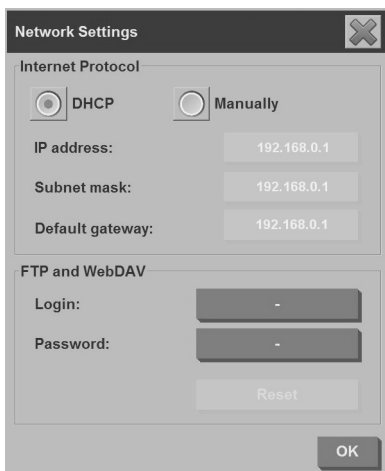 Network Settings
Internet Protocol
DHCP Manually
IP address: 192.168.0.1
Subnet mask: 192.168.0.1
Default gateway: 192.168.0.1
FTP and WebDAV
Login: -
Password: -
Reset
OK